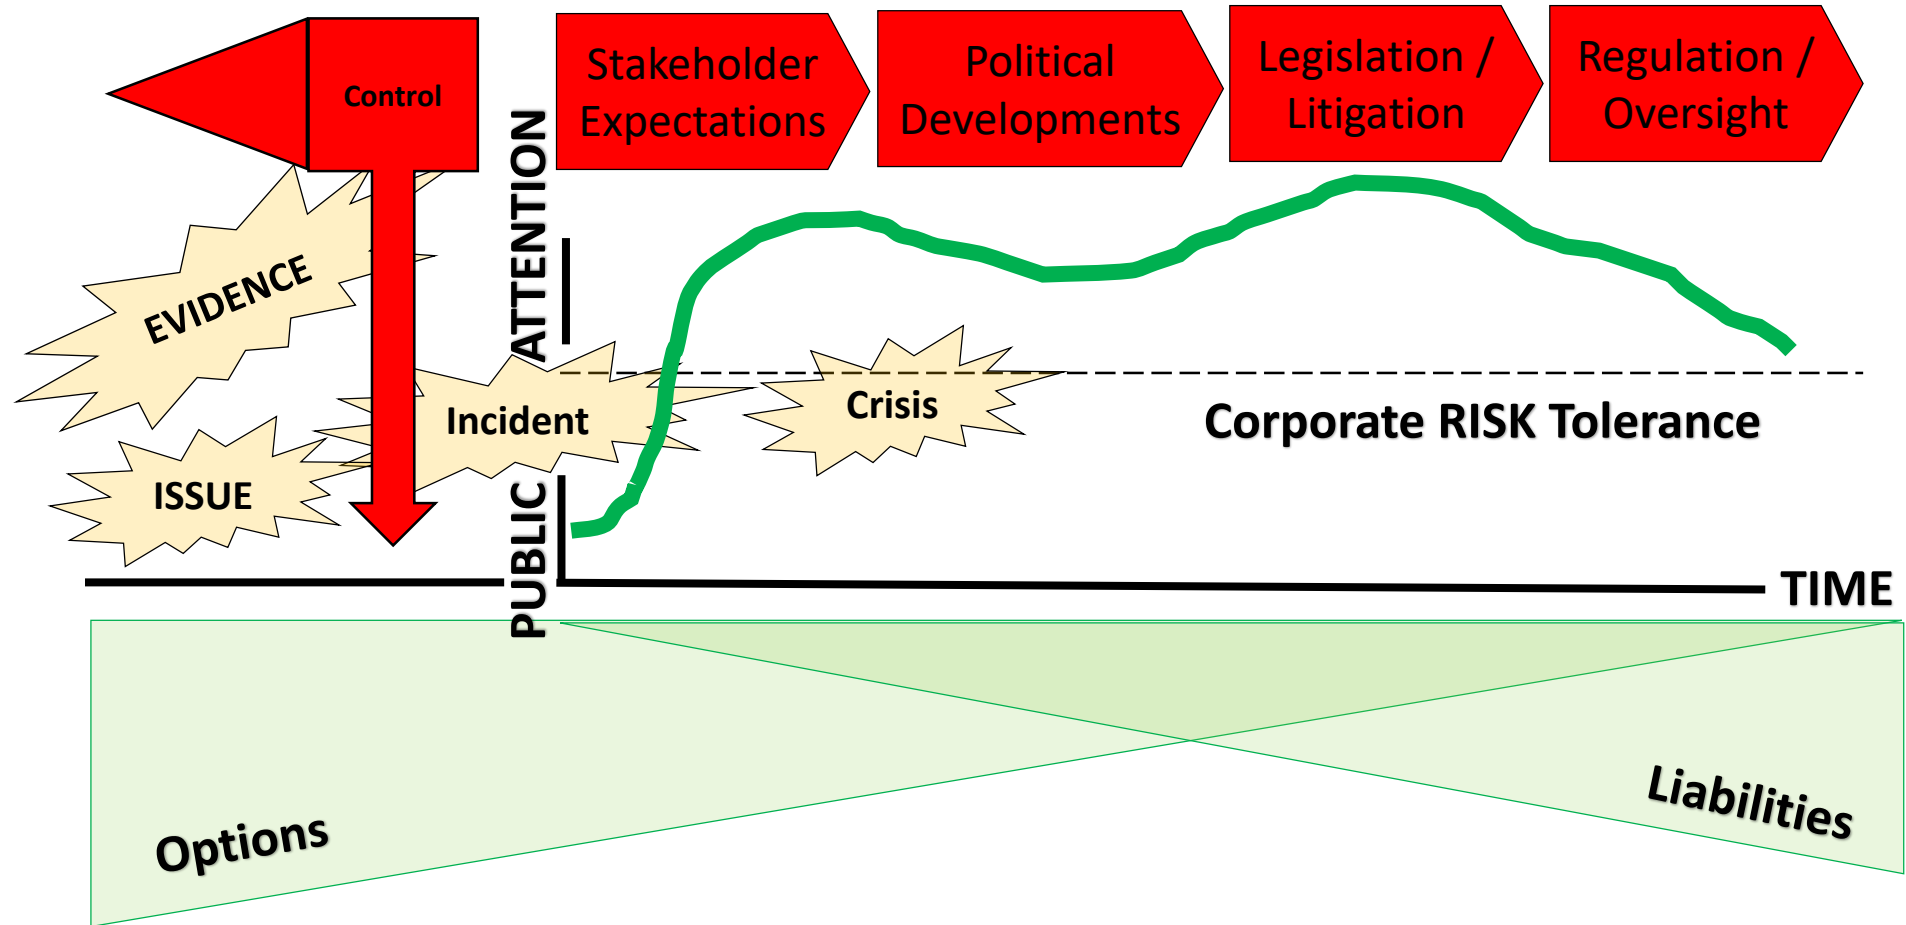 Control
Stakeholder
Expectations
Political
Developments
Legislation /
Litigation
Regulation /
Oversight
PUBLIC ATTENTION
EVIDENCE
ISSUE
Incident
Crisis
Corporate RISK Tolerance
TIME
Options
Liabilities